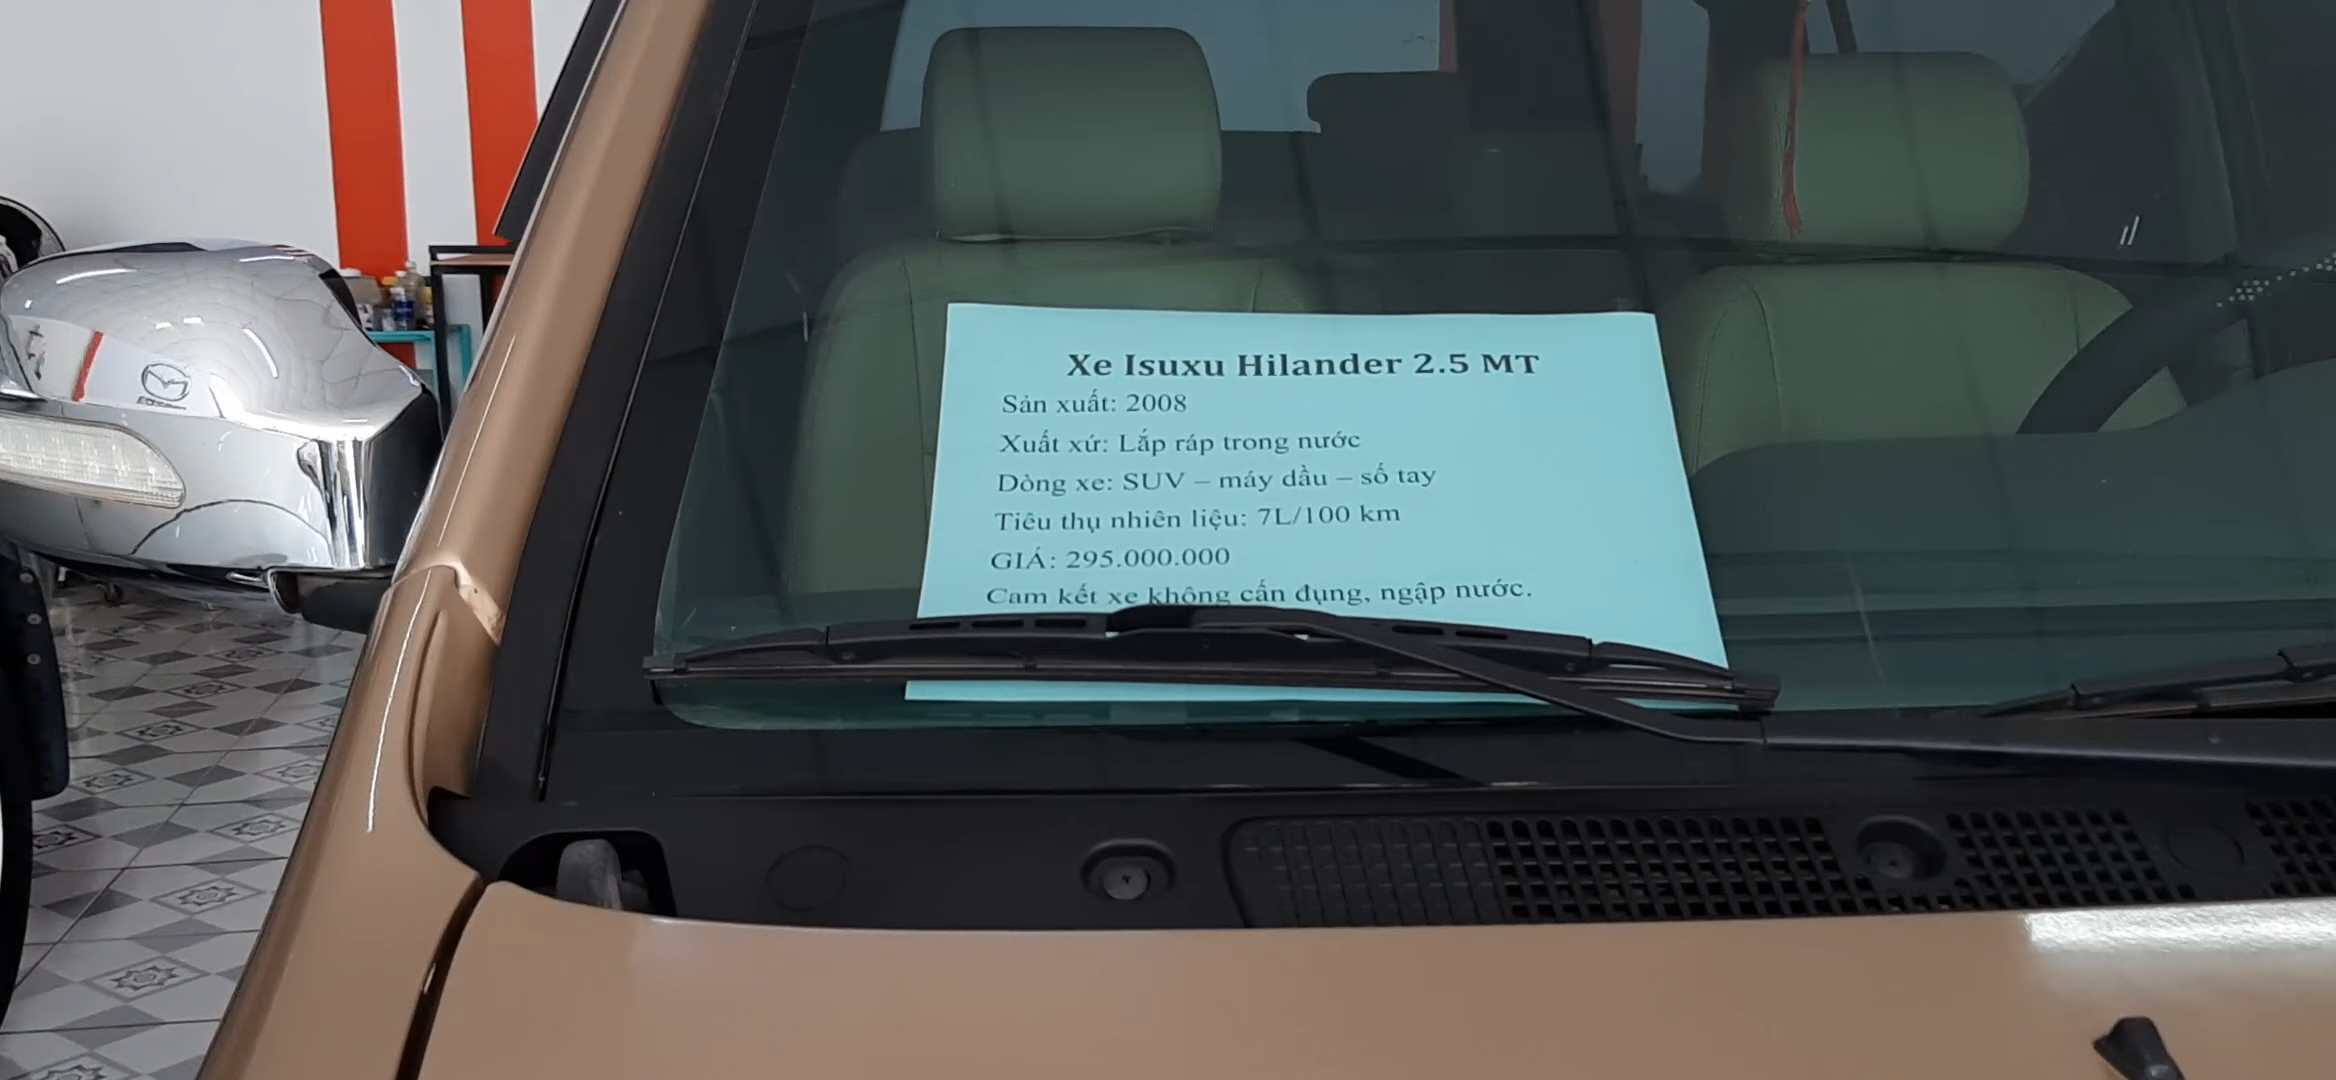 Xe Isuxu Hilander 2.5 MT
Sản xuất: 2008
Xuất xứ: Lắp ráp trong nước
Dòng xe: SUV – máy dầu – số tay
Tiêu thụ nhiên liệu: 7L/100 km
GIÁ: 295.000.000
Cam kết xe không cấn đụng, ngập nước.